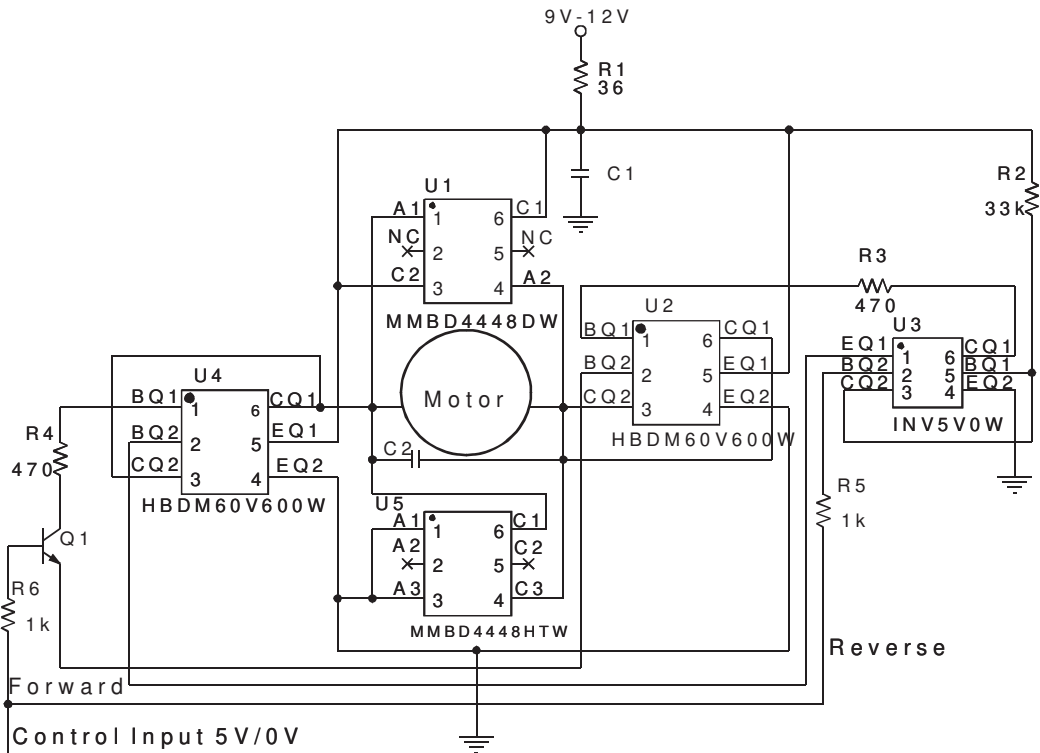 9V-12V
R1
36
C1
R2
33k
U1
A1
1
6
C1
NC
2
5
NC
C2
3
4
A2
MMBD4448DW
R3
470
U2
BQ1
1
6
CQ1
BQ2
2
5
EQ1
CQ2
3
4
EQ2
HBDM60V600W
U3
EQ1
1
6
CQ1
BQ2
2
5
BQ1
CQ2
3
4
EQ2
INV5V0W
Motor
U4
BQ1
1
6
CQ1
BQ2
2
5
EQ1
CQ2
3
4
EQ2
HBDM60V600W
R4
470
C2
U5
A1
1
6
C1
A2
2
5
C2
A3
3
4
C3
MMBD4448HTW
R5
1k
Q1
R6
1k
Reverse
Forward
Control Input 5V/0V